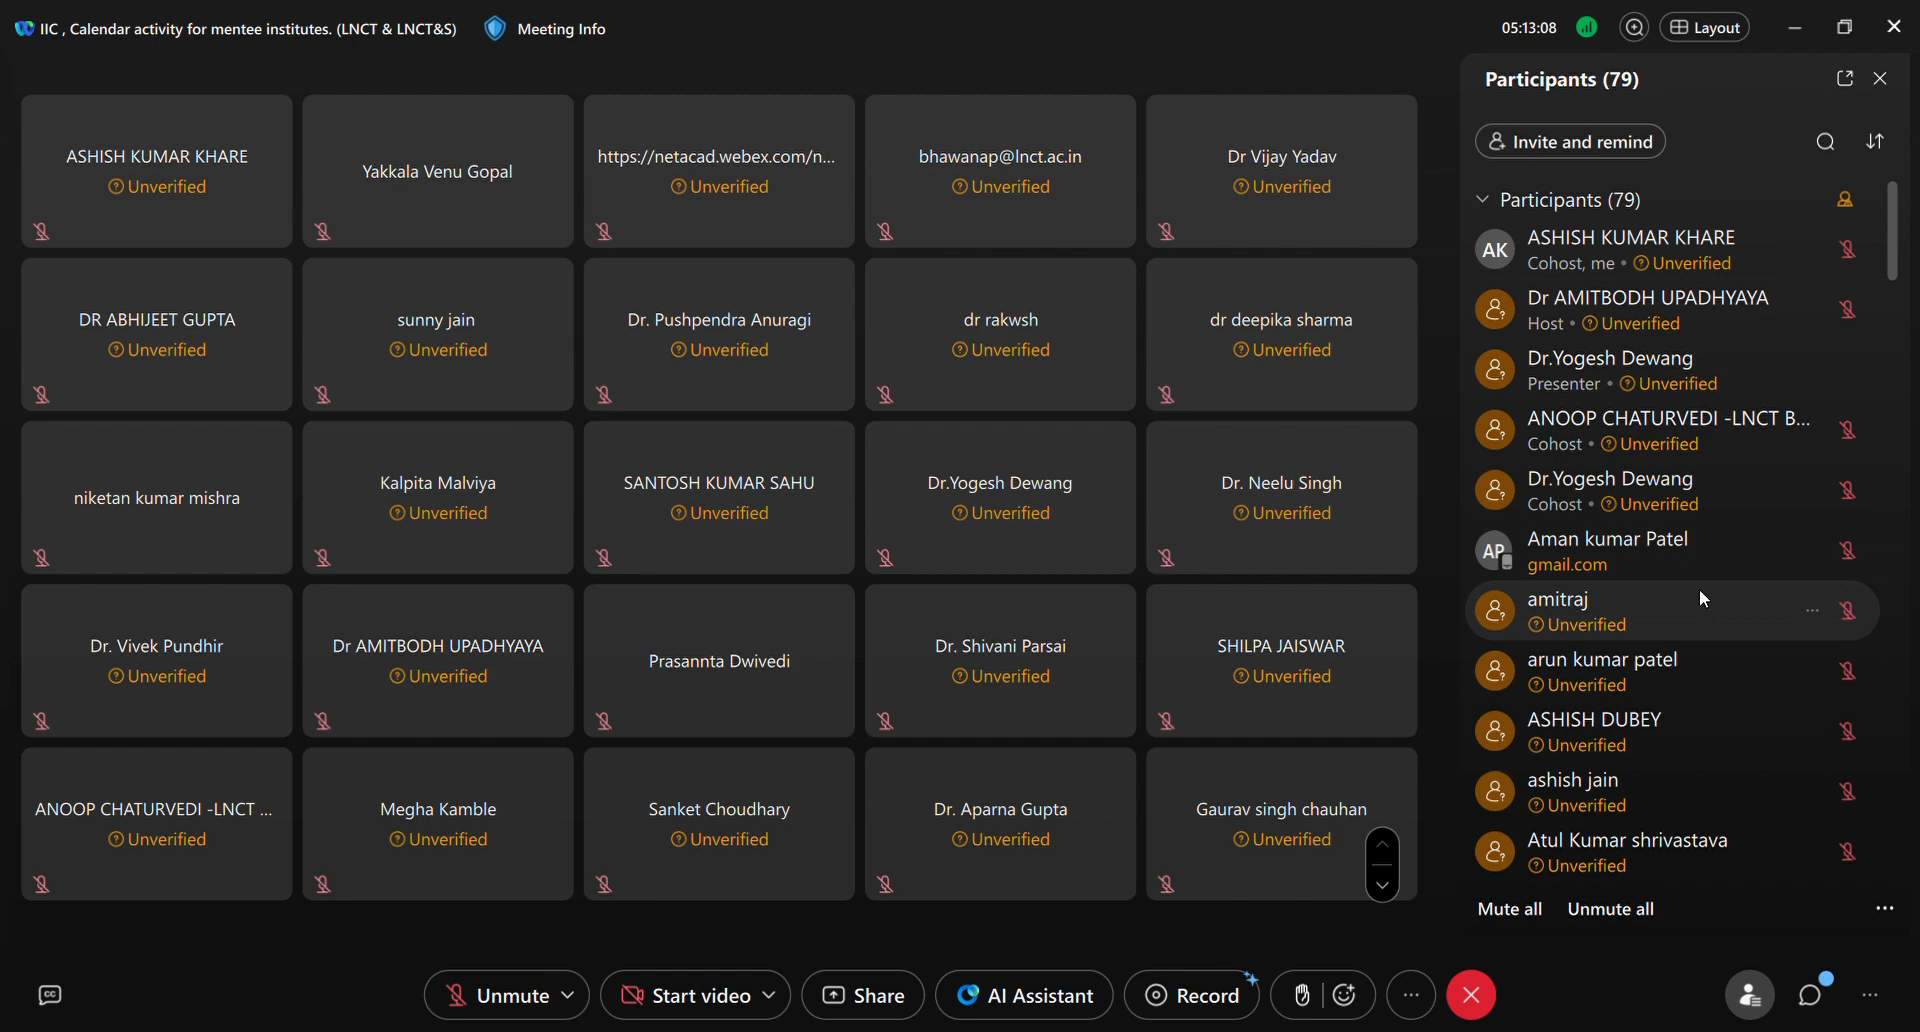 IIC , Calendar activity for mentee institutes. (LNCT & LNCT&S)
Meeting Info
05:13:08
Layout
ASHISH KUMAR KHARE
Unverified
Yakkala Venu Gopal
https://netacad.webex.com/n...
Unverified
bhawanap@lnct.ac.in
Unverified
Dr Vijay Yadav
Unverified
DR ABHIJEET GUPTA
Unverified
sunny jain
Unverified
Dr. Pushpendra Anuragi
Unverified
dr rakwsh
Unverified
dr deepika sharma
Unverified
niketan kumar mishra
Kalpita Malviya
Unverified
SANTOSH KUMAR SAHU
Unverified
Dr.Yogesh Dewang
Unverified
Dr. Neelu Singh
Unverified
Dr. Vivek Pundhir
Unverified
Dr AMITBODH UPADHYAYA
Unverified
Prasannta Dwivedi
Dr. Shivani Parsai
Unverified
SHILPA JAISWAR
Unverified
ANOOP CHATURVEDI -LNCT ...
Unverified
Megha Kamble
Unverified
Sanket Choudhary
Unverified
Dr. Aparna Gupta
Unverified
Gaurav singh chauhan
Unverified
Participants (79)
Invite and remind
Participants (79)
AK
ASHISH KUMAR KHARE
Cohost, me • Unverified
Dr AMITBODH UPADHYAYA
Host • Unverified
Dr.Yogesh Dewang
Presenter • Unverified
ANOOP CHATURVEDI -LNCT B...
Cohost • Unverified
Dr.Yogesh Dewang
Cohost • Unverified
AP
Aman kumar Patel
gmail.com
amitraj
Unverified
arun kumar patel
Unverified
ASHISH DUBEY
Unverified
ashish jain
Unverified
Atul Kumar shrivastava
Unverified
Mute all Unmute all
CC
Unmute
Start video
Share
AI Assistant
Record